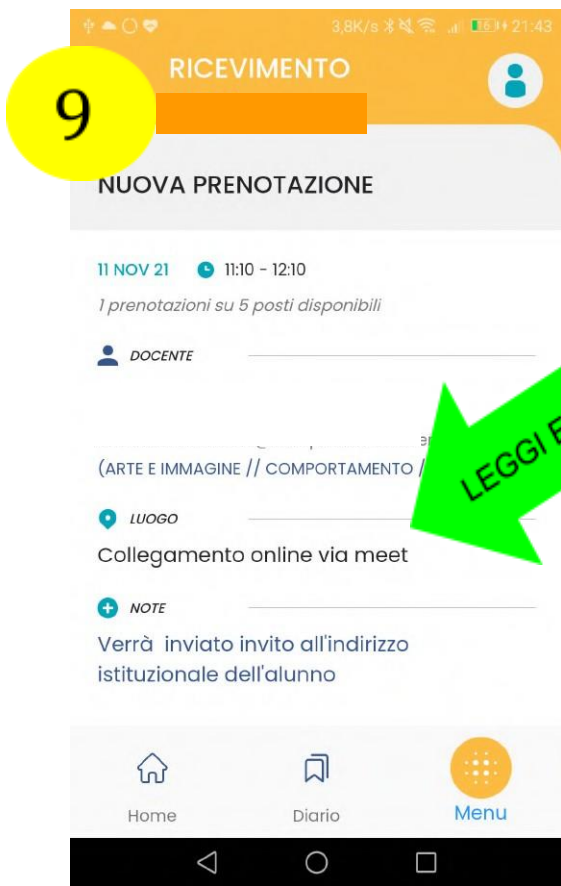 3,8K/s 16 21:43
RICEVIMENTO
9
NUOVA PRENOTAZIONE
11 NOV 21 11:10 - 12:10
1 prenotazioni su 5 posti disponibili
DOCENTE
(ARTE E IMMAGINE // COMPORTAMENTO /
LEGGI E
LUOGO
Collegamento online via meet
NOTE
Verrà inviato invito all'indirizzo
istituzionale dell'alunno
Home Diario Menu